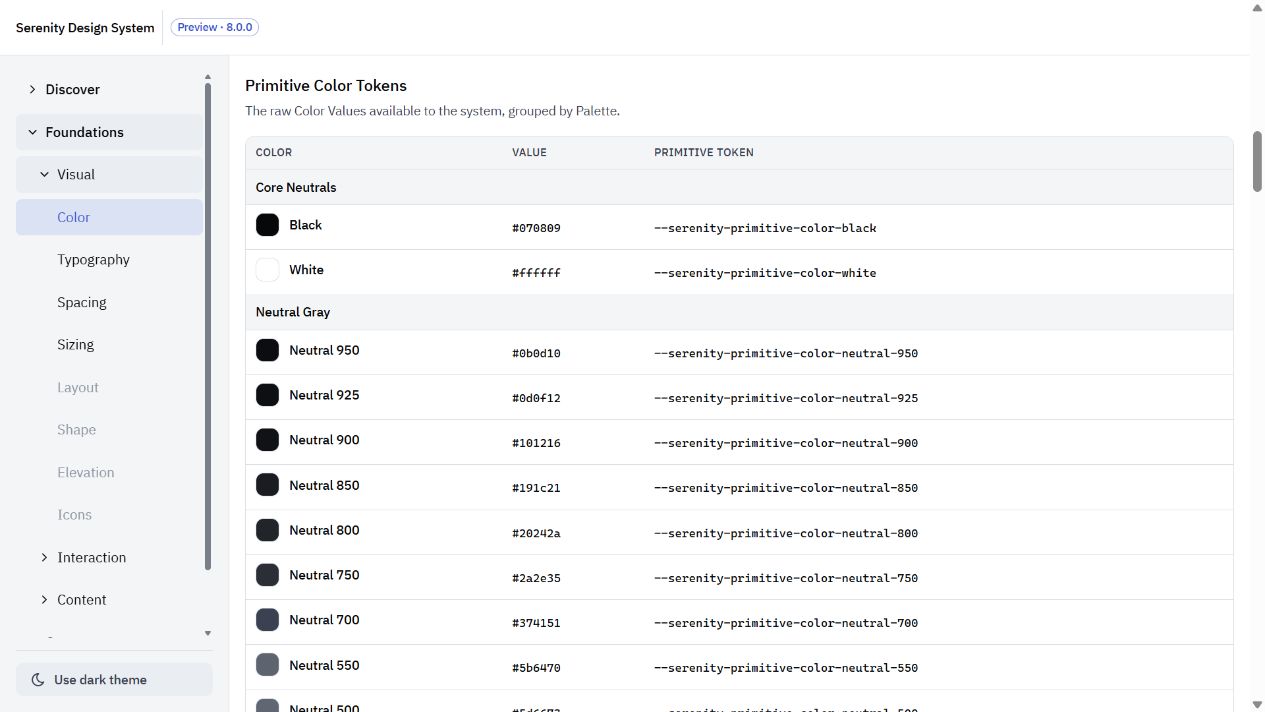 Serenity Design System
Preview · 8.0.0
Discover
Foundations
Visual
Color
Typography
Spacing
Sizing
Layout
Shape
Elevation
Icons
Interaction
Content
Use dark theme
Primitive Color Tokens
The raw Color Values available to the system, grouped by Palette.
COLOR VALUE PRIMITIVE TOKEN
Core Neutrals
Black #070809 --serenity-primitive-color-black
White #ffffff --serenity-primitive-color-white
Neutral Gray
Neutral 950 #0b0d10 --serenity-primitive-color-neutral-950
Neutral 925 #0d0f12 --serenity-primitive-color-neutral-925
Neutral 900 #101216 --serenity-primitive-color-neutral-900
Neutral 850 #191c21 --serenity-primitive-color-neutral-850
Neutral 800 #20242a --serenity-primitive-color-neutral-800
Neutral 750 #2a2e35 --serenity-primitive-color-neutral-750
Neutral 700 #374151 --serenity-primitive-color-neutral-700
Neutral 550 #5b6470 --serenity-primitive-color-neutral-550
Neutral 500 --serenity-primitive-color-neutral-500